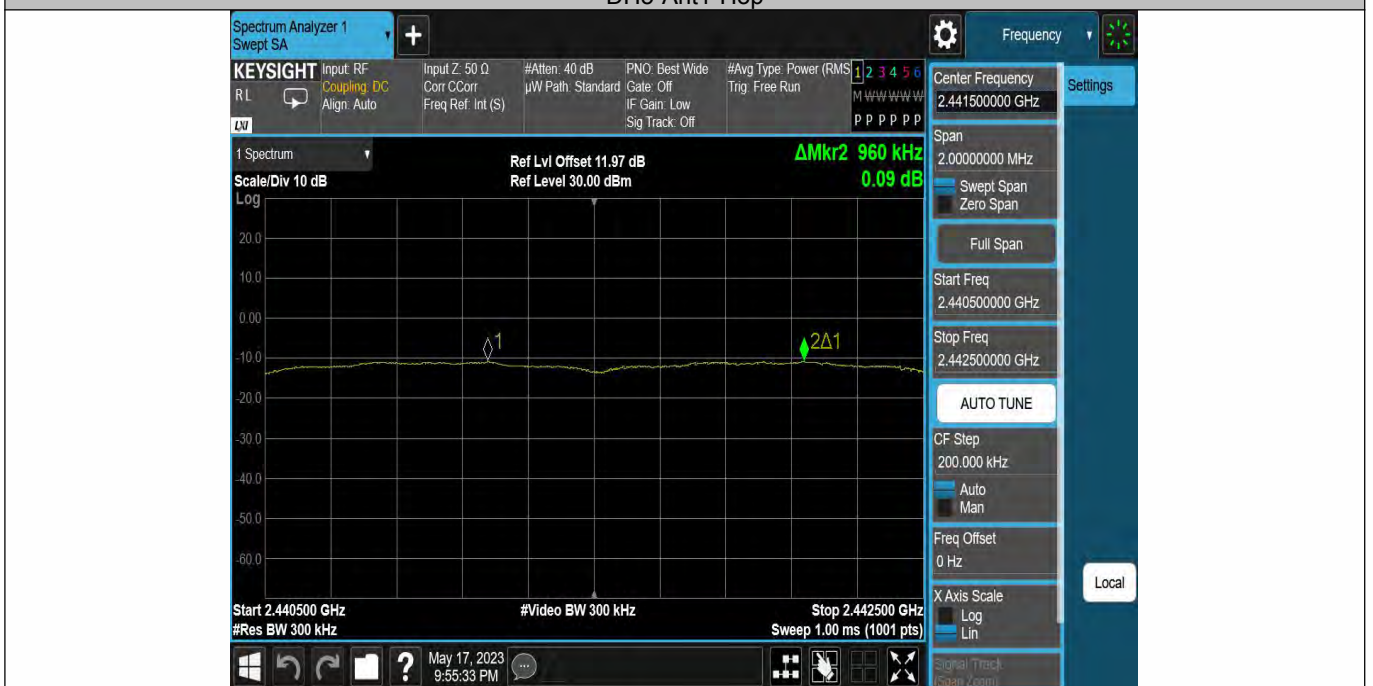 Spectrum Analyzer 1
Swept SA
+
Frequency
KEYSIGHT
RL
LXI
Input: RF
Coupling: DC
Align: Auto
Input Z: 50 Ω
Corr CCorr
Freq Ref: Int (S)
#Atten: 40 dB
µW Path: Standard
PNO: Best Wide
Gate: Off
IF Gain: Low
Sig Track: Off
#Avg Type: Power (RMS
Trig: Free Run
1 2 3 4 5 6
M W W W W W
P P P P P P
1 Spectrum
Scale/Div 10 dB
Log
Ref Lvl Offset 11.97 dB
Ref Level 30.00 dBm
ΔMkr2 960 kHz
0.09 dB
20.0
10.0
0.00
-10.0
-20.0
-30.0
-40.0
-50.0
-60.0
1
2Δ1
Start 2.440500 GHz
#Video BW 300 kHz
Stop 2.442500 GHz
#Res BW 300 kHz
Sweep 1.00 ms (1001 pts)
Center Frequency
2.441500000 GHz
Settings
Span
2.00000000 MHz
Swept Span
Zero Span
Full Span
Start Freq
2.440500000 GHz
Stop Freq
2.442500000 GHz
AUTO TUNE
CF Step
200.000 kHz
Auto
Man
Freq Offset
0 Hz
X Axis Scale
Log
Lin
Signal Track
(Span Zoom)
Local
?
May 17, 2023
9:55:33 PM